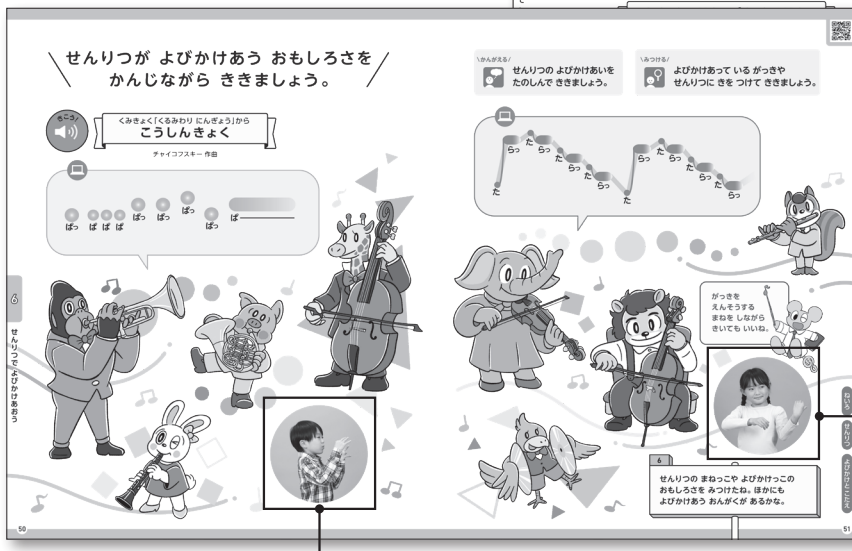 せんりつが よびかけあう おもしろさを
かんじながら ききましょう。
きこう
くみきょく「くるみわり にんぎょう」から
こうしんきょく
チャイコフスキー 作曲
ぱっ ぱ ぱ ぱ ぱっ ぱっ ぱっ ぱっ ぱ
6
せんりつで よびかけあおう
50
かんがえる
せんりつの よびかけあいを
たのしんで ききましょう。
みつける
よびかけあって いる がっきや
せんりつに きを つけて ききましょう。
た らっ た らっ た らっ た らっ た らっ た らっ た らっ た らっ
がっきを
えんそうする
まねを しながら
きいても いいね。
6
せんりつの まねっこや よびかけっこの
おもしろさを みつけたね。ほかにも
よびかけあう おんがくが あるかな。
ねいろ
せんりつ
よびかけとこたえ
51